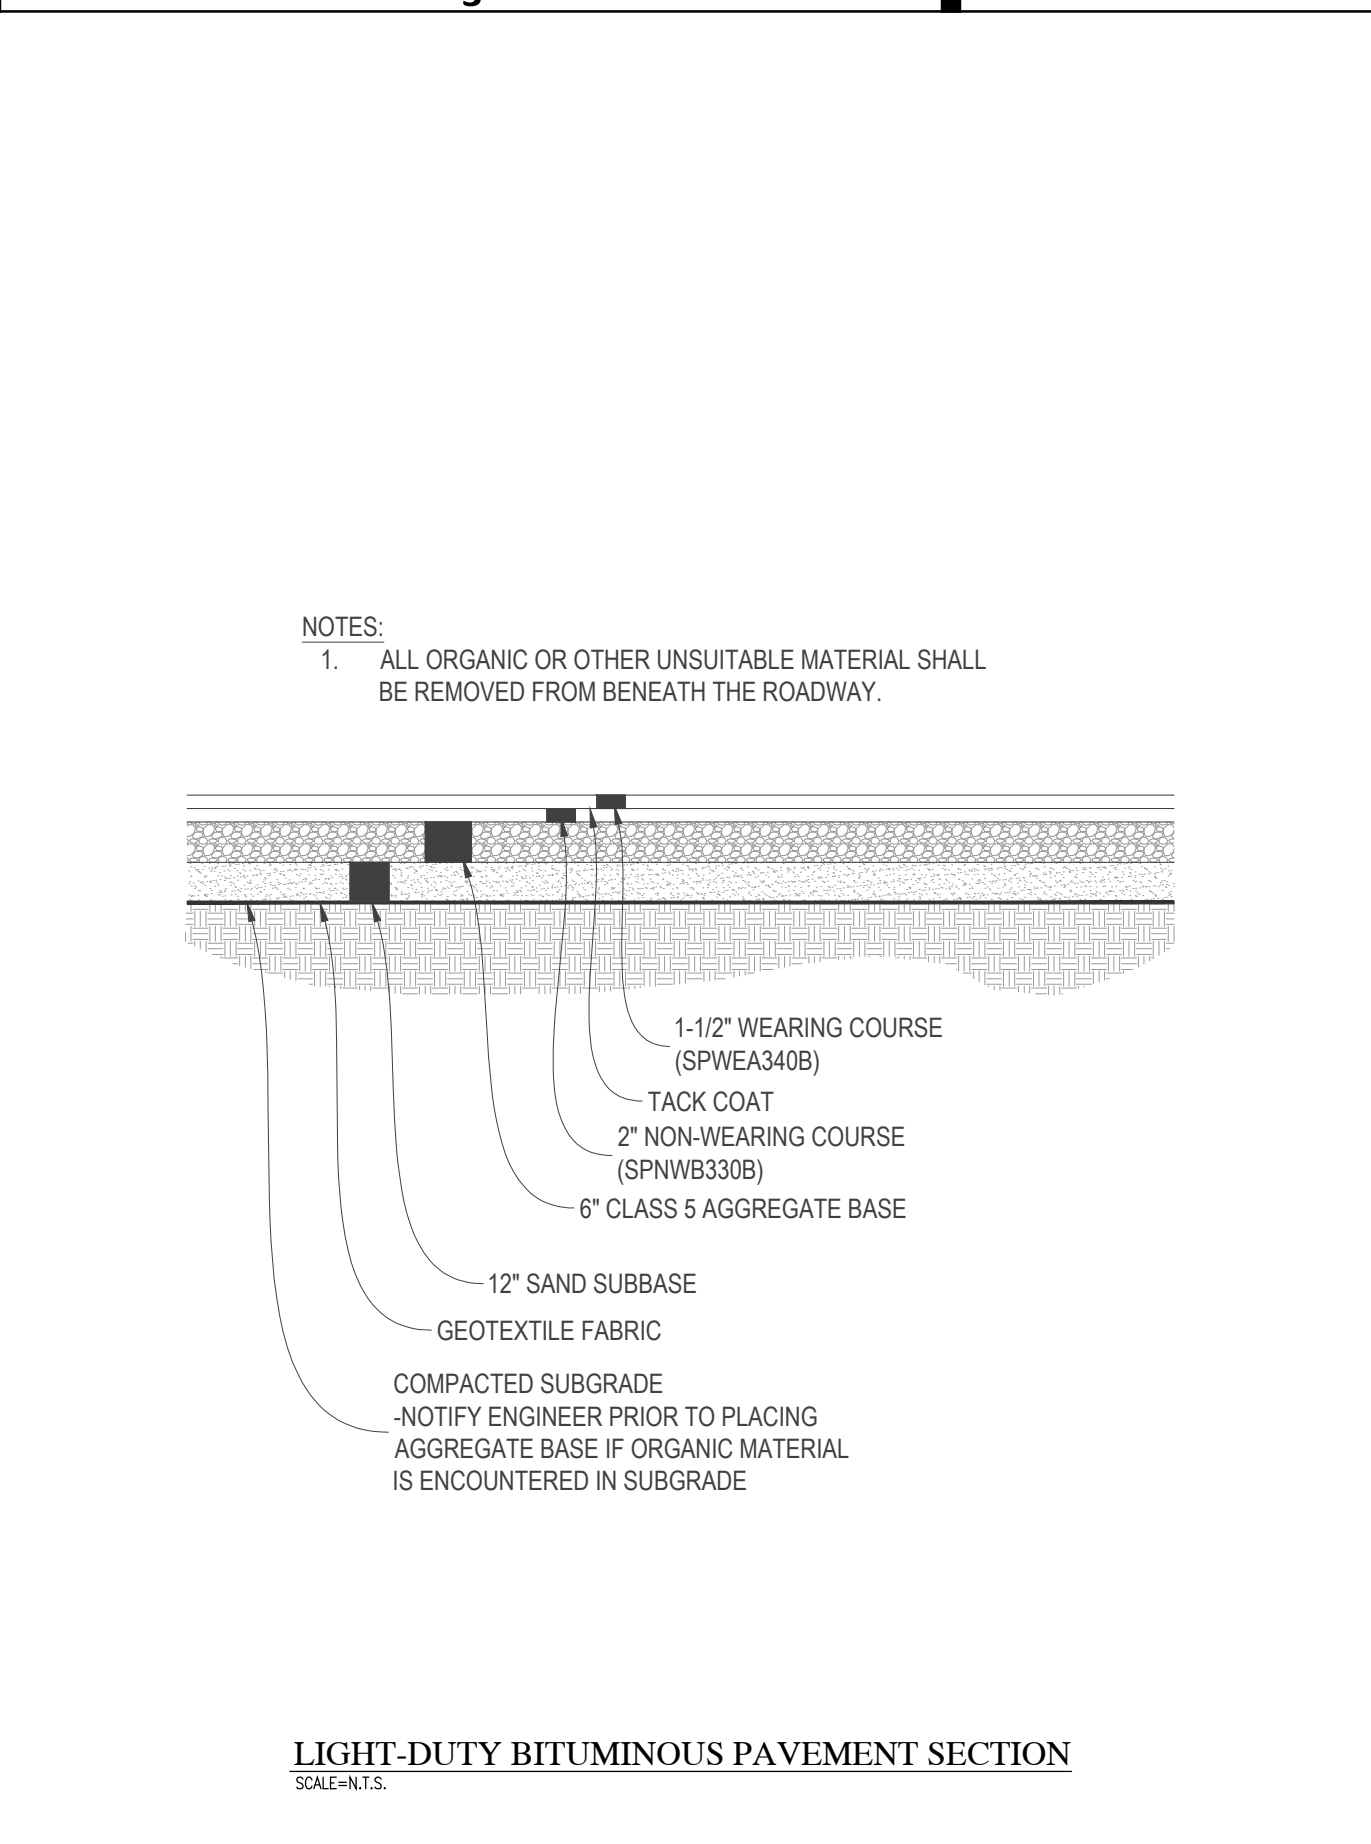 NOTES:
1. ALL ORGANIC OR OTHER UNSUITABLE MATERIAL SHALL
BE REMOVED FROM BENEATH THE ROADWAY.
1-1/2" WEARING COURSE
(SPWEA340B)
TACK COAT
2" NON-WEARING COURSE
(SPNWB330B)
6" CLASS 5 AGGREGATE BASE
12" SAND SUBBASE
GEOTEXTILE FABRIC
COMPACTED SUBGRADE
-NOTIFY ENGINEER PRIOR TO PLACING
AGGREGATE BASE IF ORGANIC MATERIAL
IS ENCOUNTERED IN SUBGRADE
LIGHT-DUTY BITUMINOUS PAVEMENT SECTION
SCALE=N.T.S.